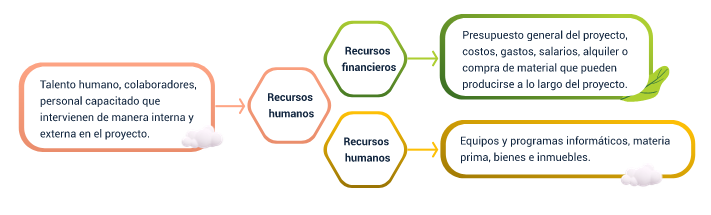 Talento humano, colaboradores,
personal capacitado que
intervienen de manera interna y
externa en el proyecto.
Recursos
humanos
Recursos
financieros
Presupuesto general del proyecto,
costos, gastos, salarios, alquiler o
compra de material que pueden
producirse a lo largo del proyecto.
Recursos
humanos
Equipos y programas informáticos, materia
prima, bienes e inmuebles.